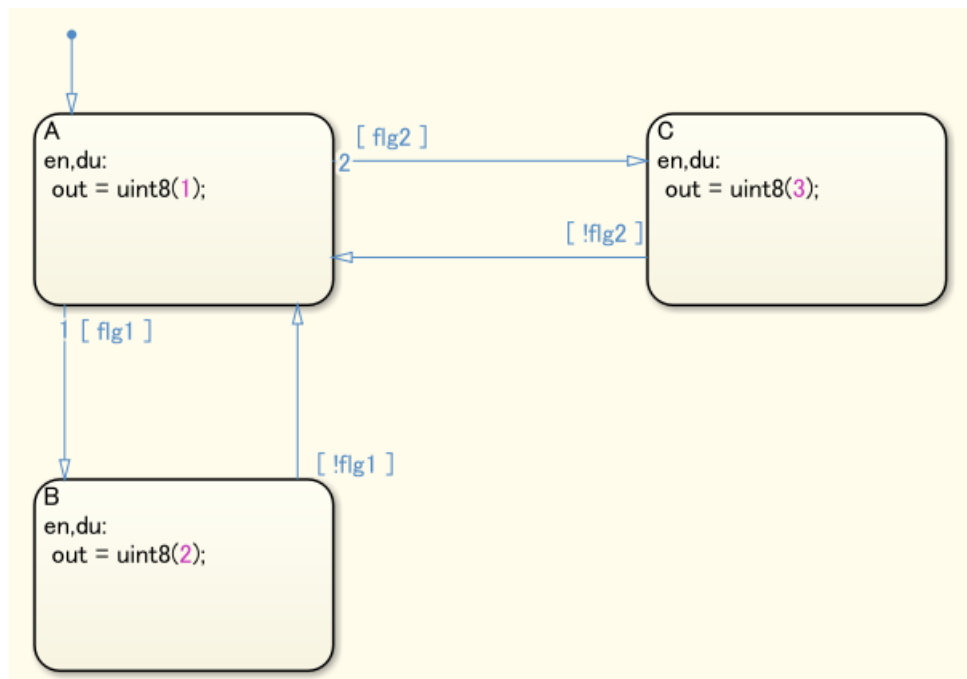 A
en,du:
out = uint8(1);
[ flg2 ]
2
C
en,du:
out = uint8(3);
[ !flg2 ]
1 [ flg1 ]
[ !flg1 ]
B
en,du:
out = uint8(2);